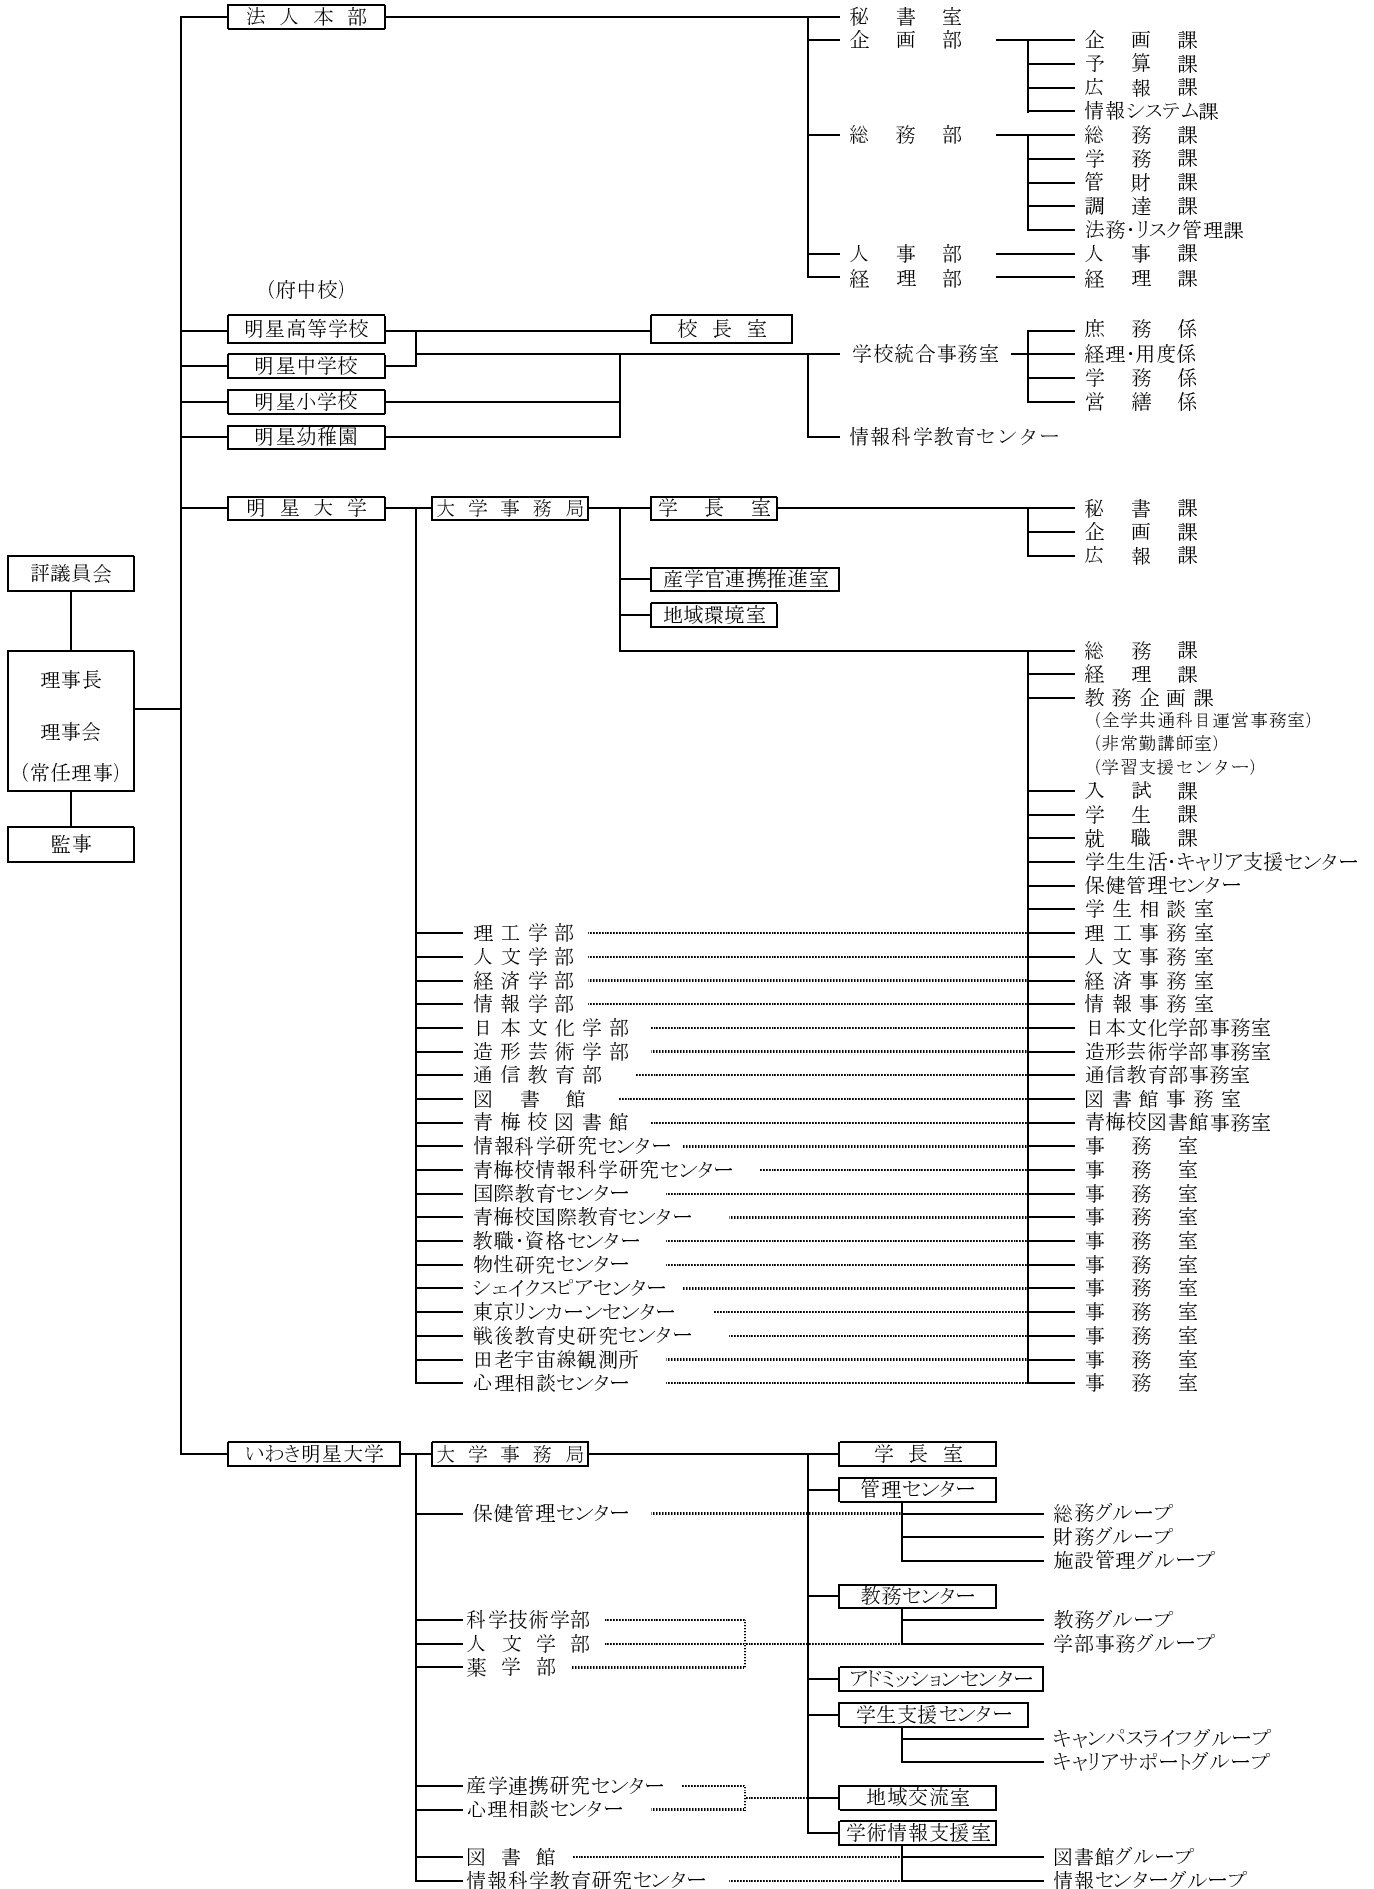 法人本部
秘書室
企画部
企画課
予算課
広報課
情報システム課
総務部
総務課
学務課
管財課
調達課
法務・リスク管理課
人事部
人事課
経理部
経理課
（府中校）
明星高等学校
校長室
庶務係
明星中学校
学校統合事務室
経理・用度係
学務係
明星小学校
営繕係
明星幼稚園
情報科学教育センター
明星大学
大学事務局
学長室
秘書課
企画課
広報課
評議員会
産学官連携推進室
地域環境室
理事長
理事会
（常任理事）
監事
総務課
経理課
教務企画課
（全学共通科目運営事務室）
（非常勤講師室）
（学習支援センター）
入試課
学生課
就職課
学生生活・キャリア支援センター
保健管理センター
学生相談室
理工学部
理工事務室
人文学部
人文事務室
経済学部
経済事務室
情報学部
情報事務室
日本文化学部
日本文化学部事務室
造形芸術学部
造形芸術学部事務室
通信教育部
通信教育部事務室
図書館
図書館事務室
青梅校図書館
青梅校図書館事務室
情報科学研究センター
事務室
青梅校情報科学研究センター
事務室
国際教育センター
事務室
青梅校国際教育センター
事務室
教職・資格センター
事務室
物性研究センター
事務室
シェイクスピアセンター
事務室
東京リンカーンセンター
事務室
戦後教育史研究センター
事務室
田老宇宙線観測所
事務室
心理相談センター
事務室
いわき明星大学
大学事務局
学長室
管理センター
保健管理センター
総務グループ
財務グループ
施設管理グループ
教務センター
科学技術学部
教務グループ
人文学部
学部事務グループ
薬学部
アドミッションセンター
学生支援センター
キャンパスライフグループ
キャリアサポートグループ
産学連携研究センター
地域交流室
心理相談センター
学術情報支援室
図書館
図書館グループ
情報科学教育研究センター
情報センターグループ